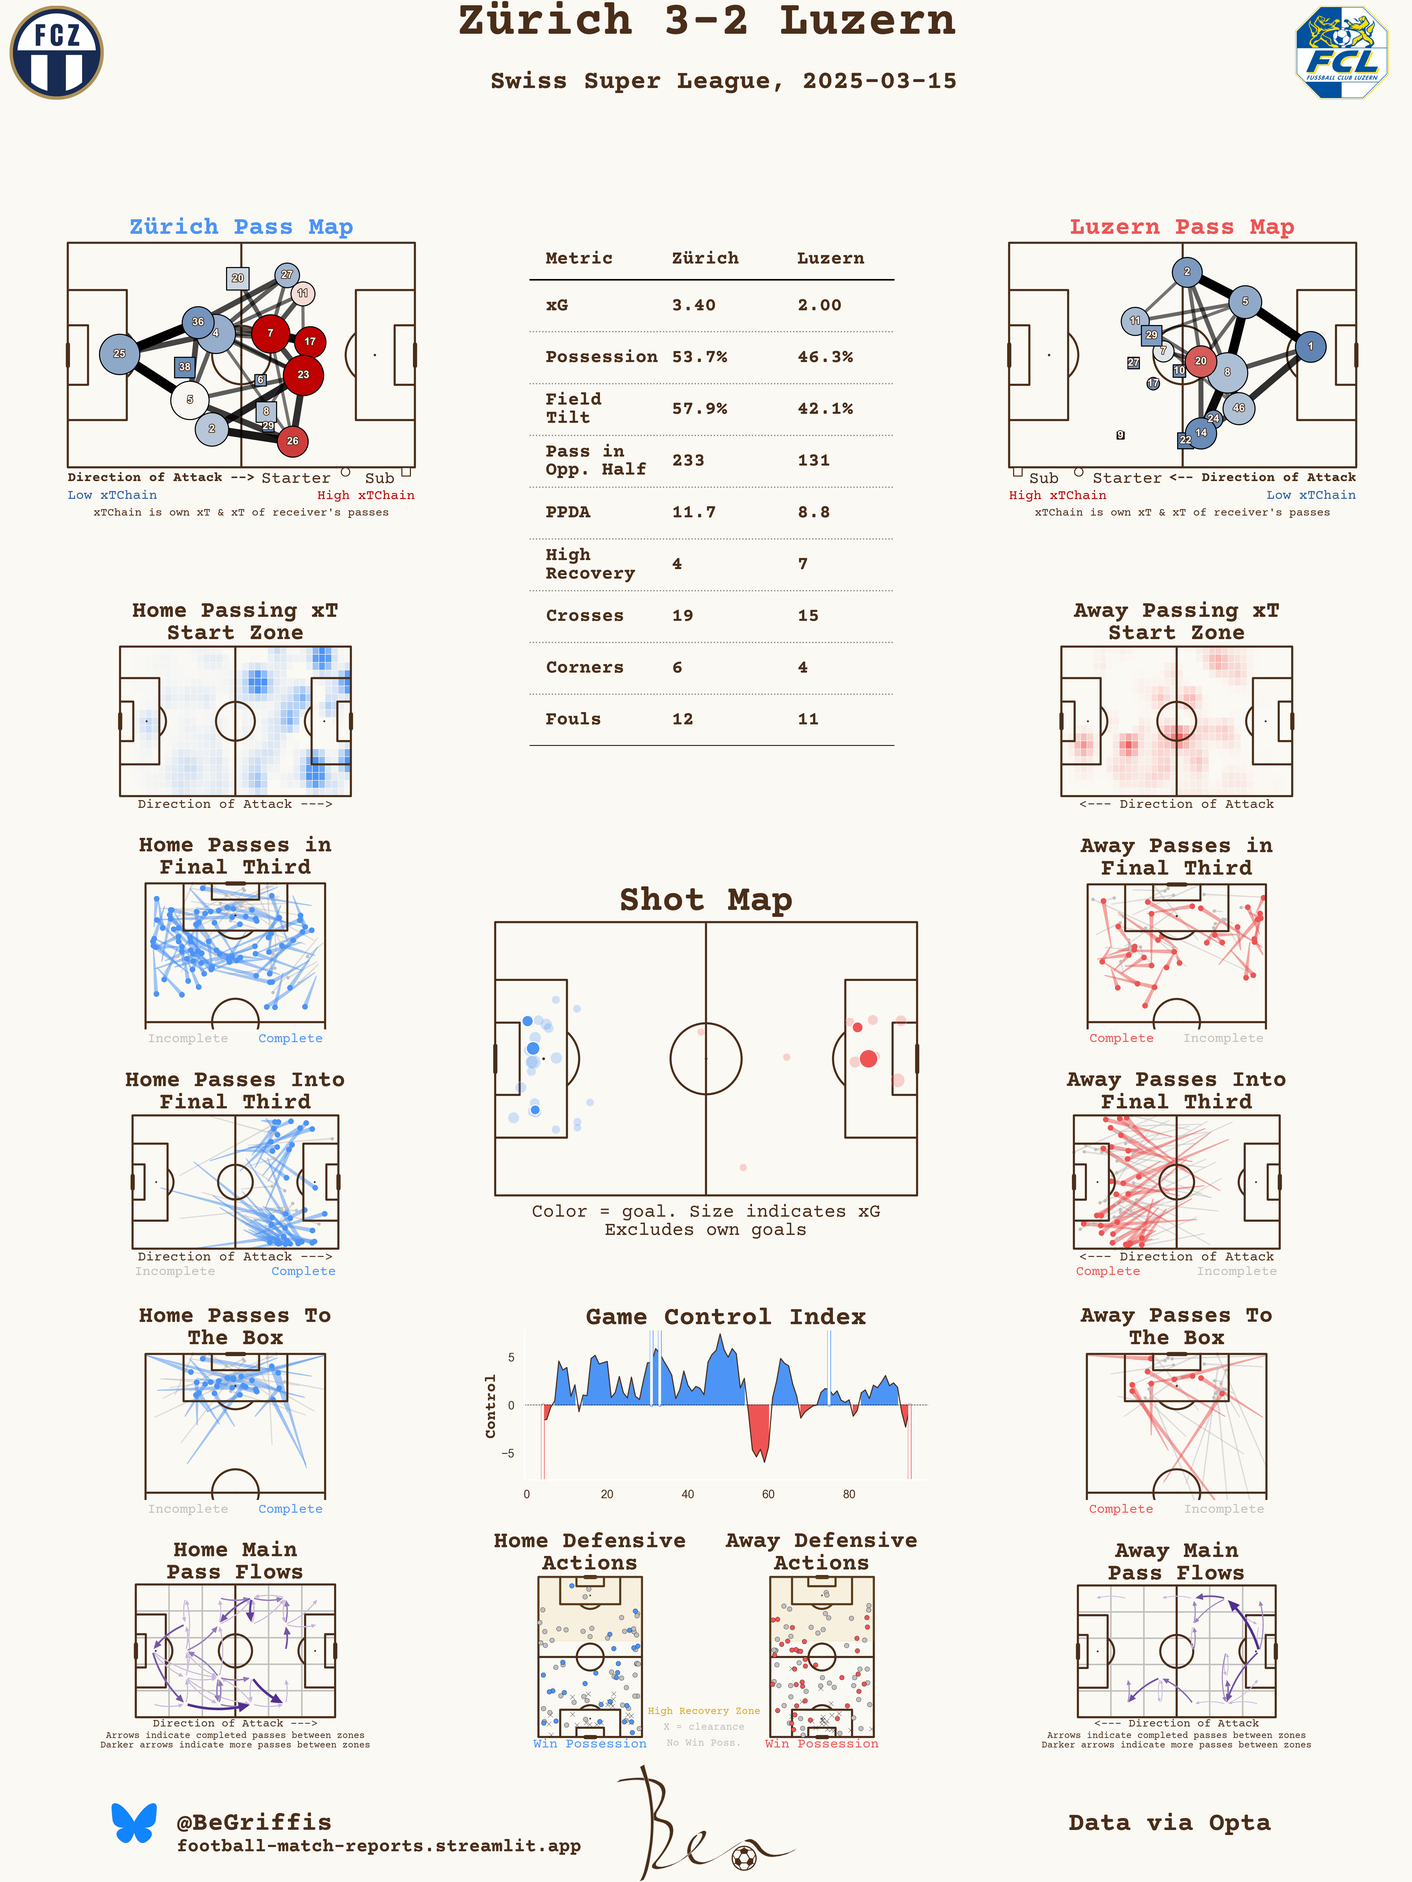 Zürich 3-2 Luzern
Swiss Super League, 2025-03-15
FCZ
FCL
FUSSBALL CLUB LUZERN
Zürich Pass Map
20
27
11
36
4
7
17
25
38
6
23
5
8
29
2
26
Direction of Attack --> Starter Sub
Low xTChain High xTChain
xTChain is own xT & xT of receiver's passes
Metric Zürich Luzern
xG 3.40 2.00
Possession 53.7% 46.3%
Field
Tilt 57.9% 42.1%
Pass in
Opp. Half 233 131
PPDA 11.7 8.8
High
Recovery 4 7
Crosses 19 15
Corners 6 4
Fouls 12 11
Luzern Pass Map
2
5
11
29
7
1
27
20
10
8
17
46
24
9
22
14
Sub Starter <-- Direction of Attack
High xTChain Low xTChain
xTChain is own xT & xT of receiver's passes
Home Passing xT
Start Zone
Direction of Attack --->
Away Passing xT
Start Zone
<--- Direction of Attack
Home Passes in
Final Third
Incomplete Complete
Away Passes in
Final Third
Complete Incomplete
Shot Map
Color = goal. Size indicates xG
Excludes own goals
Home Passes Into
Final Third
Direction of Attack --->
Incomplete Complete
Away Passes Into
Final Third
<--- Direction of Attack
Complete Incomplete
Home Passes To
The Box
Incomplete Complete
Game Control Index
Control
5
0
−5
0 20 40 60 80
Away Passes To
The Box
Complete Incomplete
Home Main
Pass Flows
Direction of Attack --->
Arrows indicate completed passes between zones
Darker arrows indicate more passes between zones
Home Defensive
Actions
Win Possession
High Recovery Zone
X = clearance
No Win Poss.
Away Defensive
Actions
Win Possession
Away Main
Pass Flows
<--- Direction of Attack
Arrows indicate completed passes between zones
Darker arrows indicate more passes between zones
@BeGriffis
football-match-reports.streamlit.app
Ben
Data via Opta